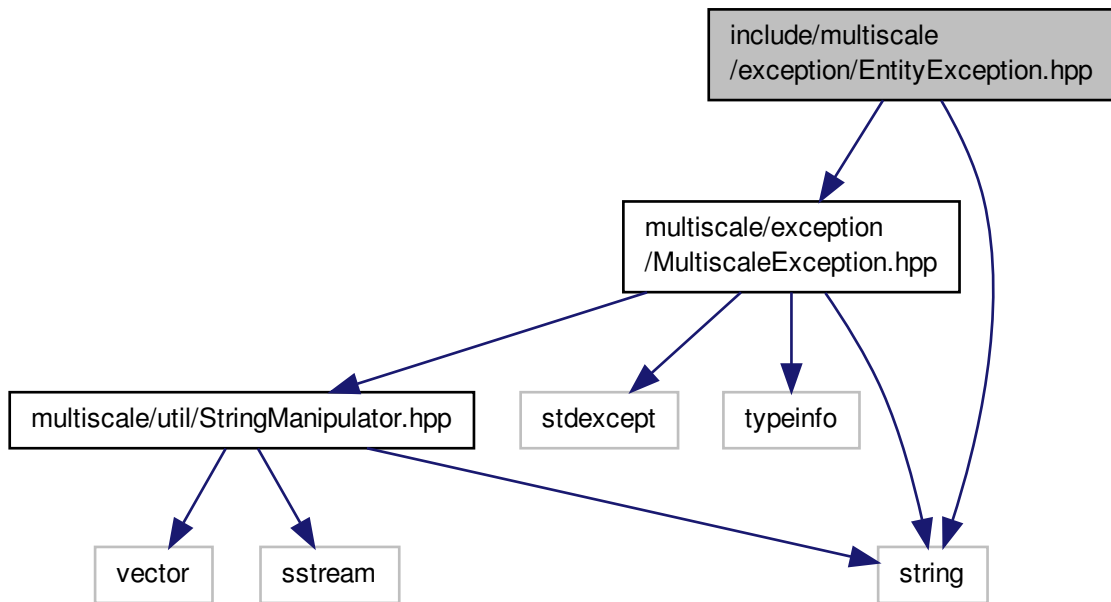 include/multiscale
/exception/EntityException.hpp
multiscale/exception
/MultiscaleException.hpp
multiscale/util/StringManipulator.hpp
stdexcept
typeinfo
vector
sstream
string